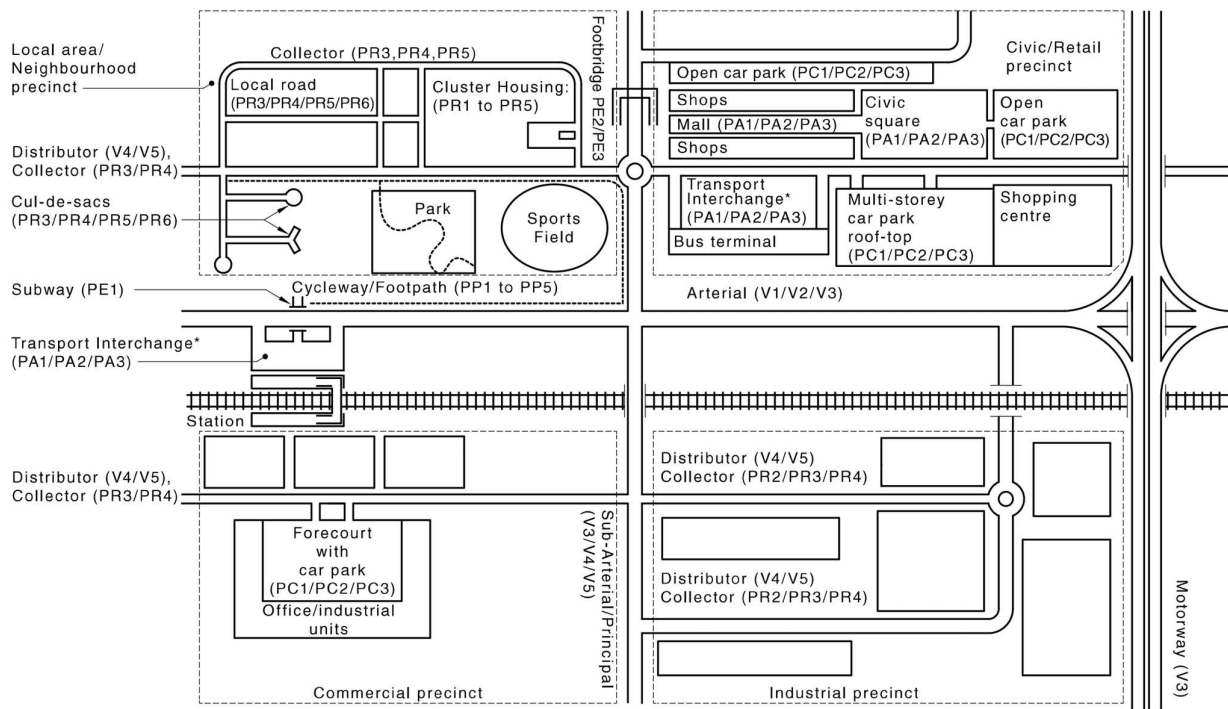 Local area/
Neighbourhood
precinct
Collector (PR3,PR4,PR5)
Local road
(PR3/PR4/PR5/PR6)
Cluster Housing:
(PR1 to PR5)
Footbridge PE2/PE3
Open car park (PC1/PC2/PC3)
Civic/Retail
precinct
Shops
Mall (PA1/PA2/PA3)
Shops
Civic
square
(PA1/PA2/PA3)
Open
car park
(PC1/PC2/PC3)
Distributor (V4/V5),
Collector (PR3/PR4)
Cul-de-sacs
(PR3/PR4/PR5/PR6)
Park
Sports
Field
Transport
Interchange*
(PA1/PA2/PA3)
Bus terminal
Multi-storey
car park
roof-top
(PC1/PC2/PC3)
Shopping
centre
Subway (PE1)
Cycleway/Footpath (PP1 to PP5)
Arterial (V1/V2/V3)
Transport Interchange*
(PA1/PA2/PA3)
Station
Distributor (V4/V5),
Collector (PR3/PR4)
Distributor (V4/V5)
Collector (PR2/PR3/PR4)
Forecourt
with
car park
(PC1/PC2/PC3)
Office/industrial
units
Sub-Arterial/Principal
(V3/V4/V5)
Distributor (V4/V5)
Collector (PR2/PR3/PR4)
Motorway (V3)
Commercial precinct
Industrial precinct